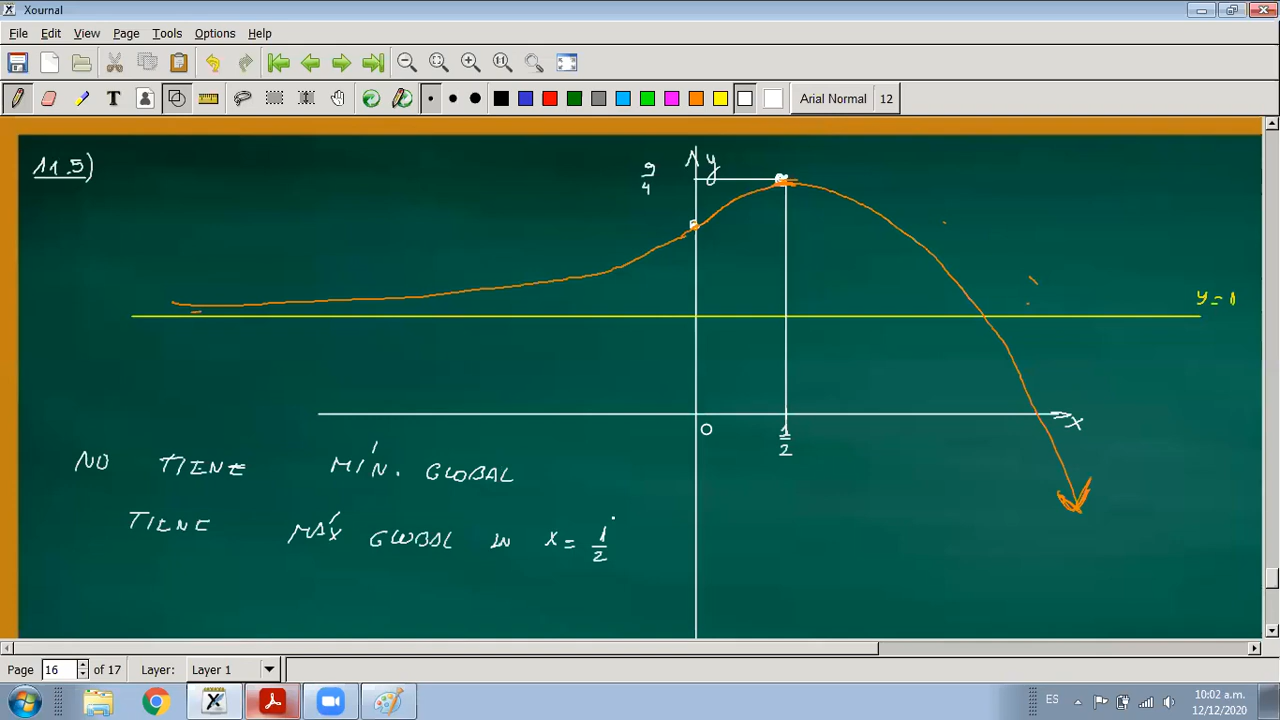 Xournal
File Edit View Page Tools Options Help
Arial Normal 12
11.5)
9
4
y
y = 1
0
1
2
x
NO TIENE MÍN. GLOBAL
TIENE MÁX GLOBAL EN x = 1/2
Page 16 of 17 Layer: Layer 1
ES 10:02 a.m.
12/12/2020